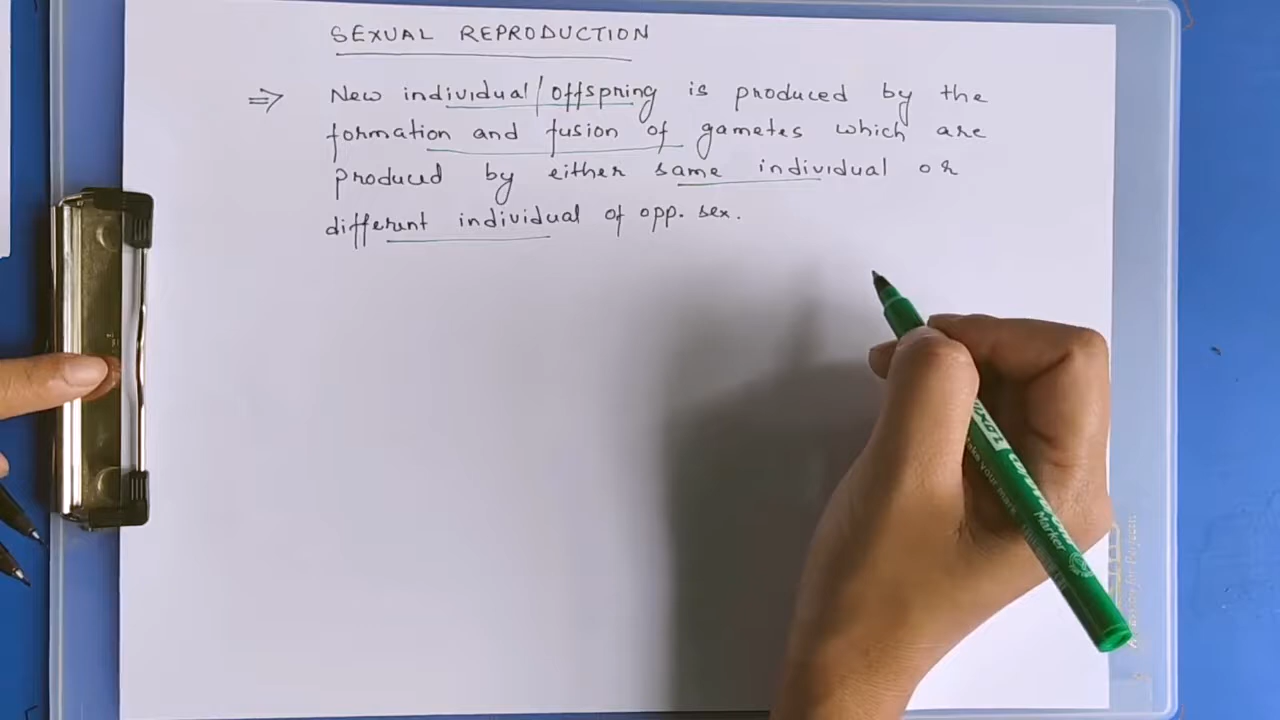 SEXUAL REPRODUCTION
⇒ New individual/offspring is produced by the
formation and fusion of gametes which are
produced by either same individual or
different individual of opp. sex.
Marker